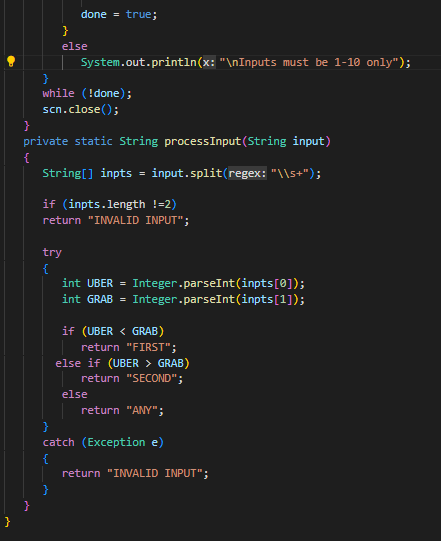 done = true;
}
else
System.out.println(x: "\nInputs must be 1-10 only");
}
while (!done);
scn.close();
}
private static String processInput(String input)
{
String[] inpts = input.split(regex: "\\s+");
if (inpts.length !=2)
return "INVALID INPUT";
try
{
int UBER = Integer.parseInt(inpts[0]);
int GRAB = Integer.parseInt(inpts[1]);
if (UBER < GRAB)
return "FIRST";
else if (UBER > GRAB)
return "SECOND";
else
return "ANY";
}
catch (Exception e)
{
return "INVALID INPUT";
}
}
}